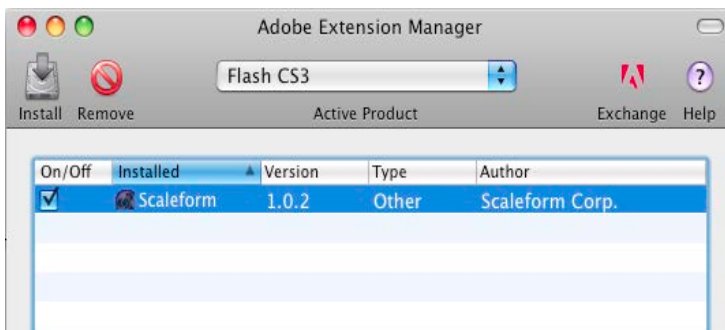 Adobe Extension Manager
Flash CS3
Install Remove Active Product Exchange Help
On/Off Installed Version Type Author
Scaleform 1.0.2 Other Scaleform Corp.